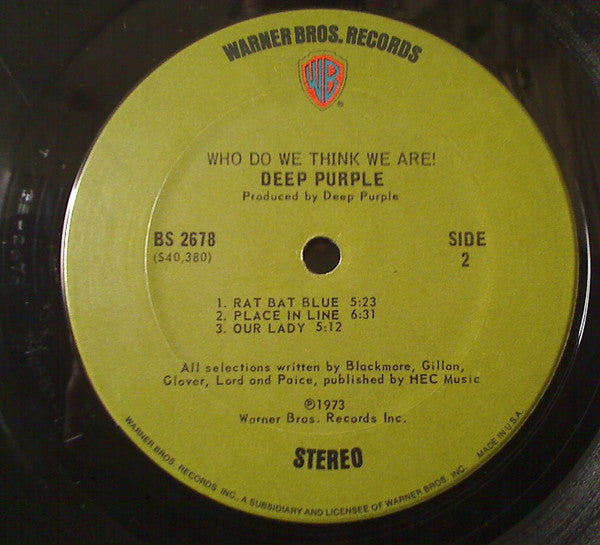 WARNER BROS. RECORDS
WB
®
WHO DO WE THINK WE ARE!
DEEP PURPLE
Produced by Deep Purple
BS 2678
(S40,380)
SIDE
2
1. RAT BAT BLUE 5:23
2. PLACE IN LINE 6:31
3. OUR LADY 5:12
All selections written by Blackmore, Gillan,
Glover, Lord and Paice, published by HEC Music
℗1973
Warner Bros. Records Inc.
STEREO
WARNER BROS. RECORDS INC., A SUBSIDIARY AND LICENSEE OF WARNER BROS. INC.
MADE IN U.S.A.